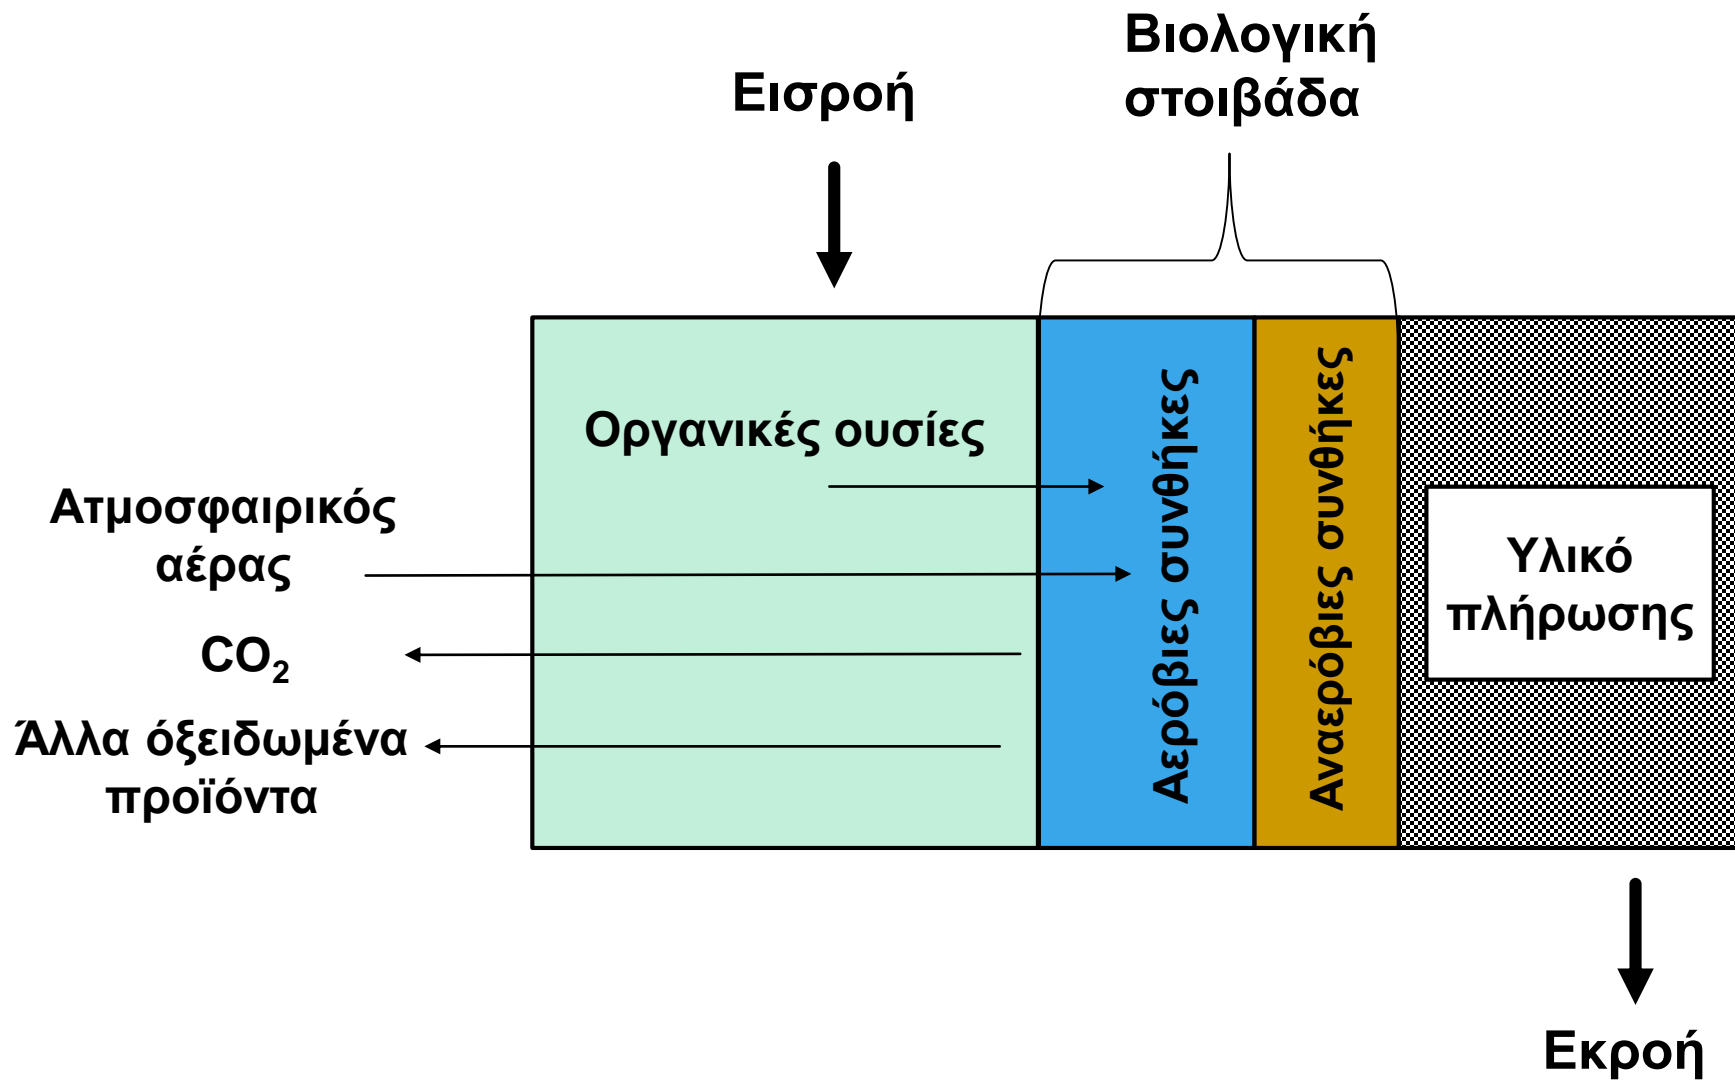 Βιολογική
στοιβάδα
Εισροή
Οργανικές ουσίες
Ατμοσφαιρικός
αέρας
CO₂
Άλλα όξειδωμένα
προϊόντα
Αερόβιες συνθήκες
Αναερόβιες συνθήκες
Υλικό
πλήρωσης
Εκροή